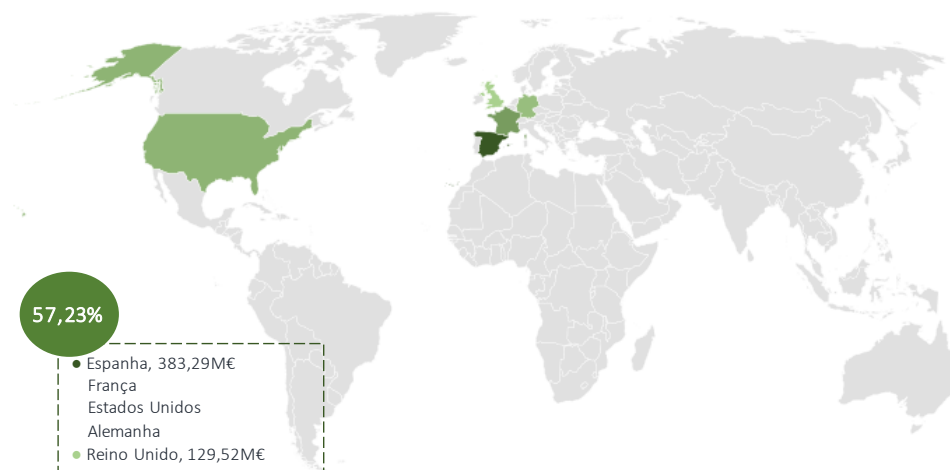 57,23%
Espanha, 383,29M€
França
Estados Unidos
Alemanha
Reino Unido, 129,52M€